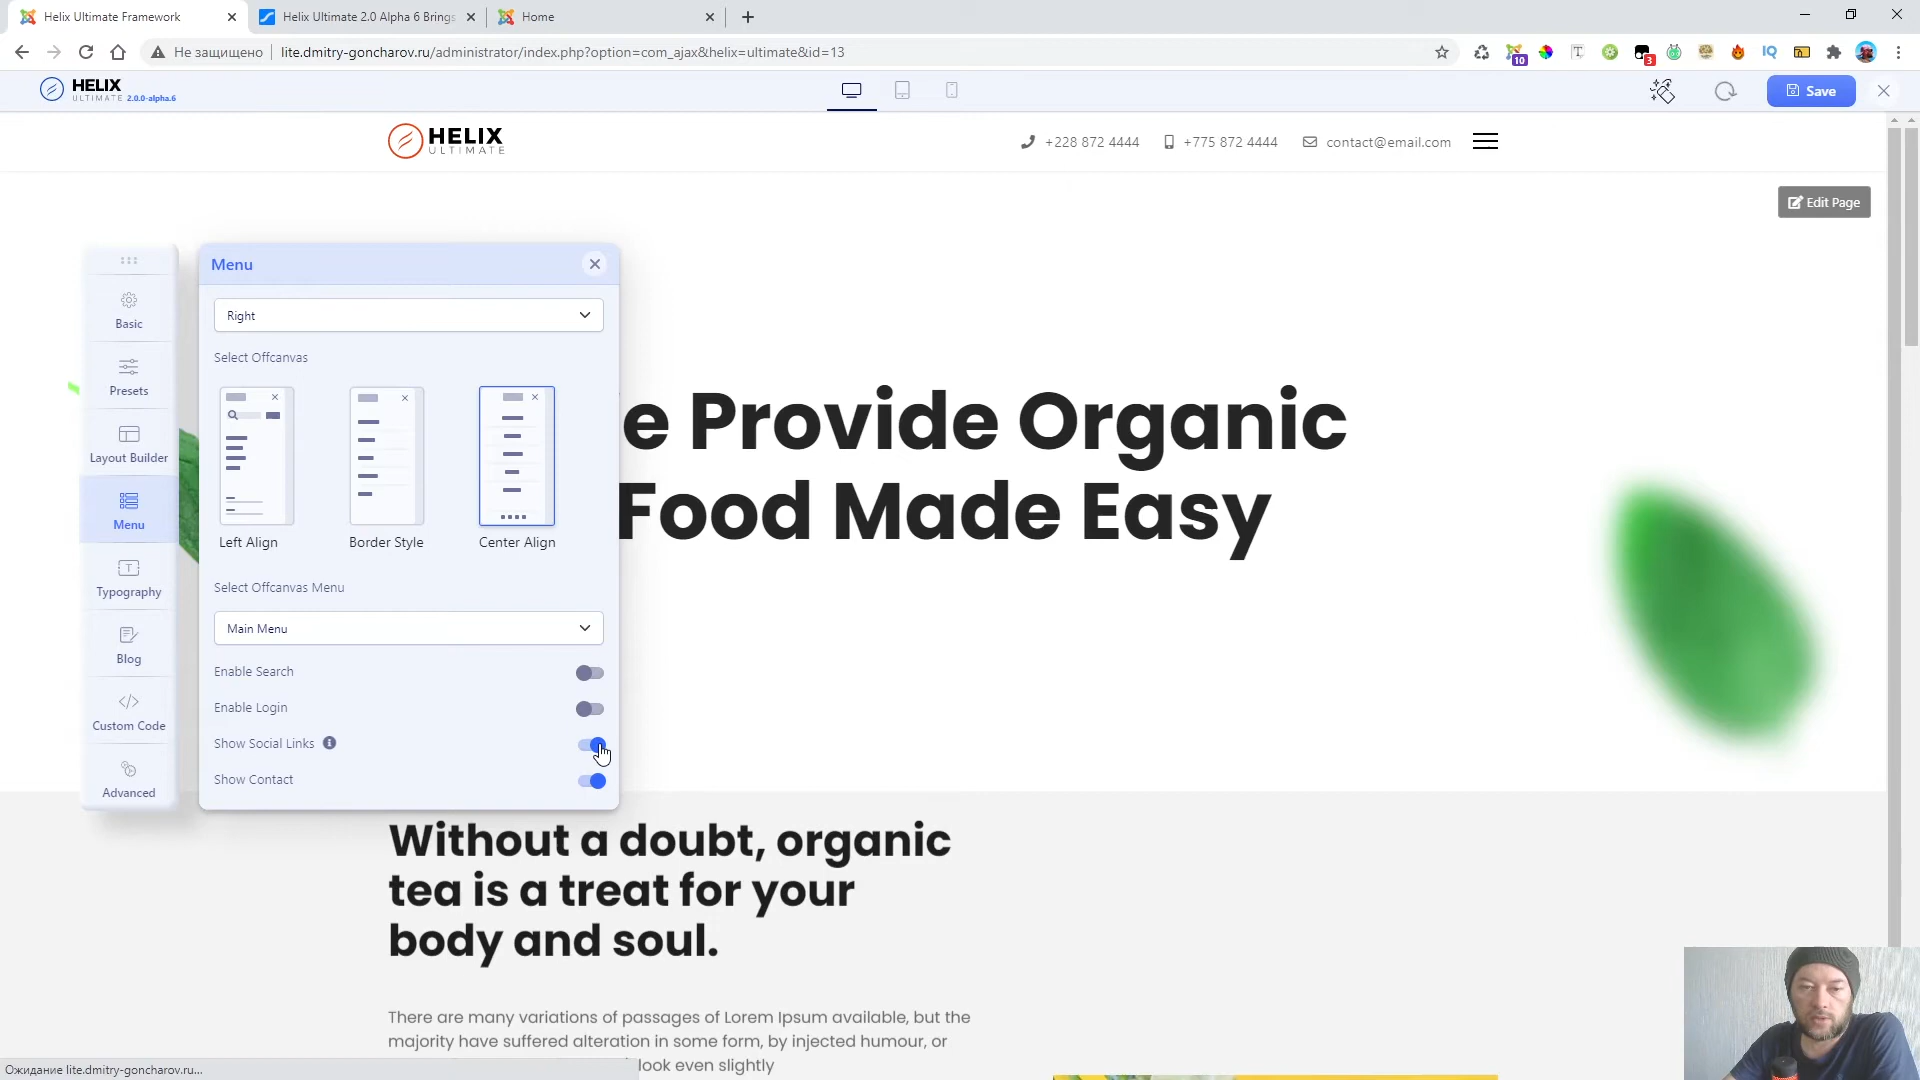 Helix Ultimate Framework
Helix Ultimate 2.0 Alpha 6 Brings
Home
Не защищено
lite.dmitry-goncharov.ru/administrator/index.php?option=com_ajax&helix=ultimate&id=13
10
3
IQ
HELIX
ULTIMATE 2.0.0-alpha.6
Save
HELIX
ULTIMATE
+228 872 4444
+775 872 4444
contact@email.com
Edit Page
Basic
Presets
Layout Builder
Menu
Typography
Blog
Custom Code
Advanced
Menu
Right
Select Offcanvas
Left Align
Border Style
Center Align
Select Offcanvas Menu
Main Menu
Enable Search
Enable Login
Show Social Links
Show Contact
e Provide Organic
Food Made Easy
Without a doubt, organic
tea is a treat for your
body and soul.
There are many variations of passages of Lorem Ipsum available, but the
majority have suffered alteration in some form, by injected humour, or
look even slightly
Ожидание lite.dmitry-goncharov.ru...